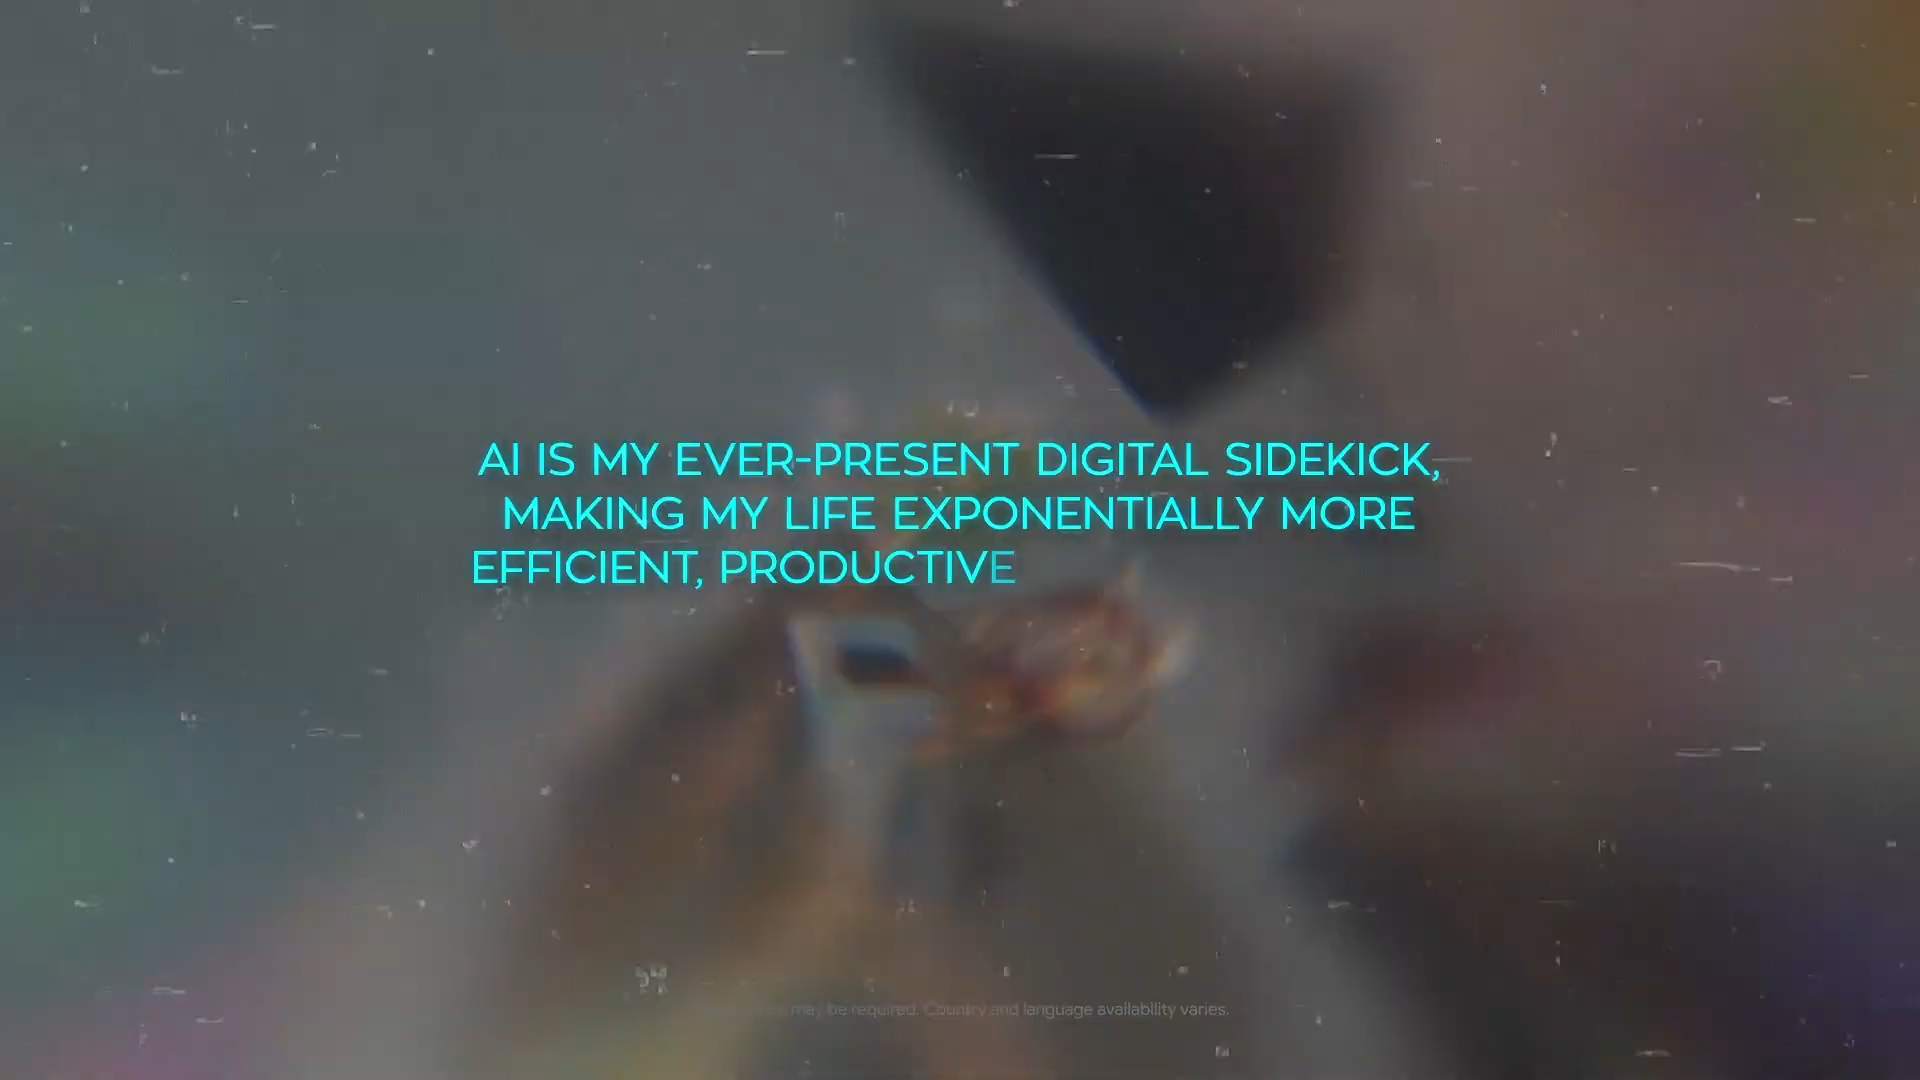 AI IS MY EVER-PRESENT DIGITAL SIDEKICK,
MAKING MY LIFE EXPONENTIALLY MORE
EFFICIENT, PRODUCTIVE
may be required. Country and language availability varies.